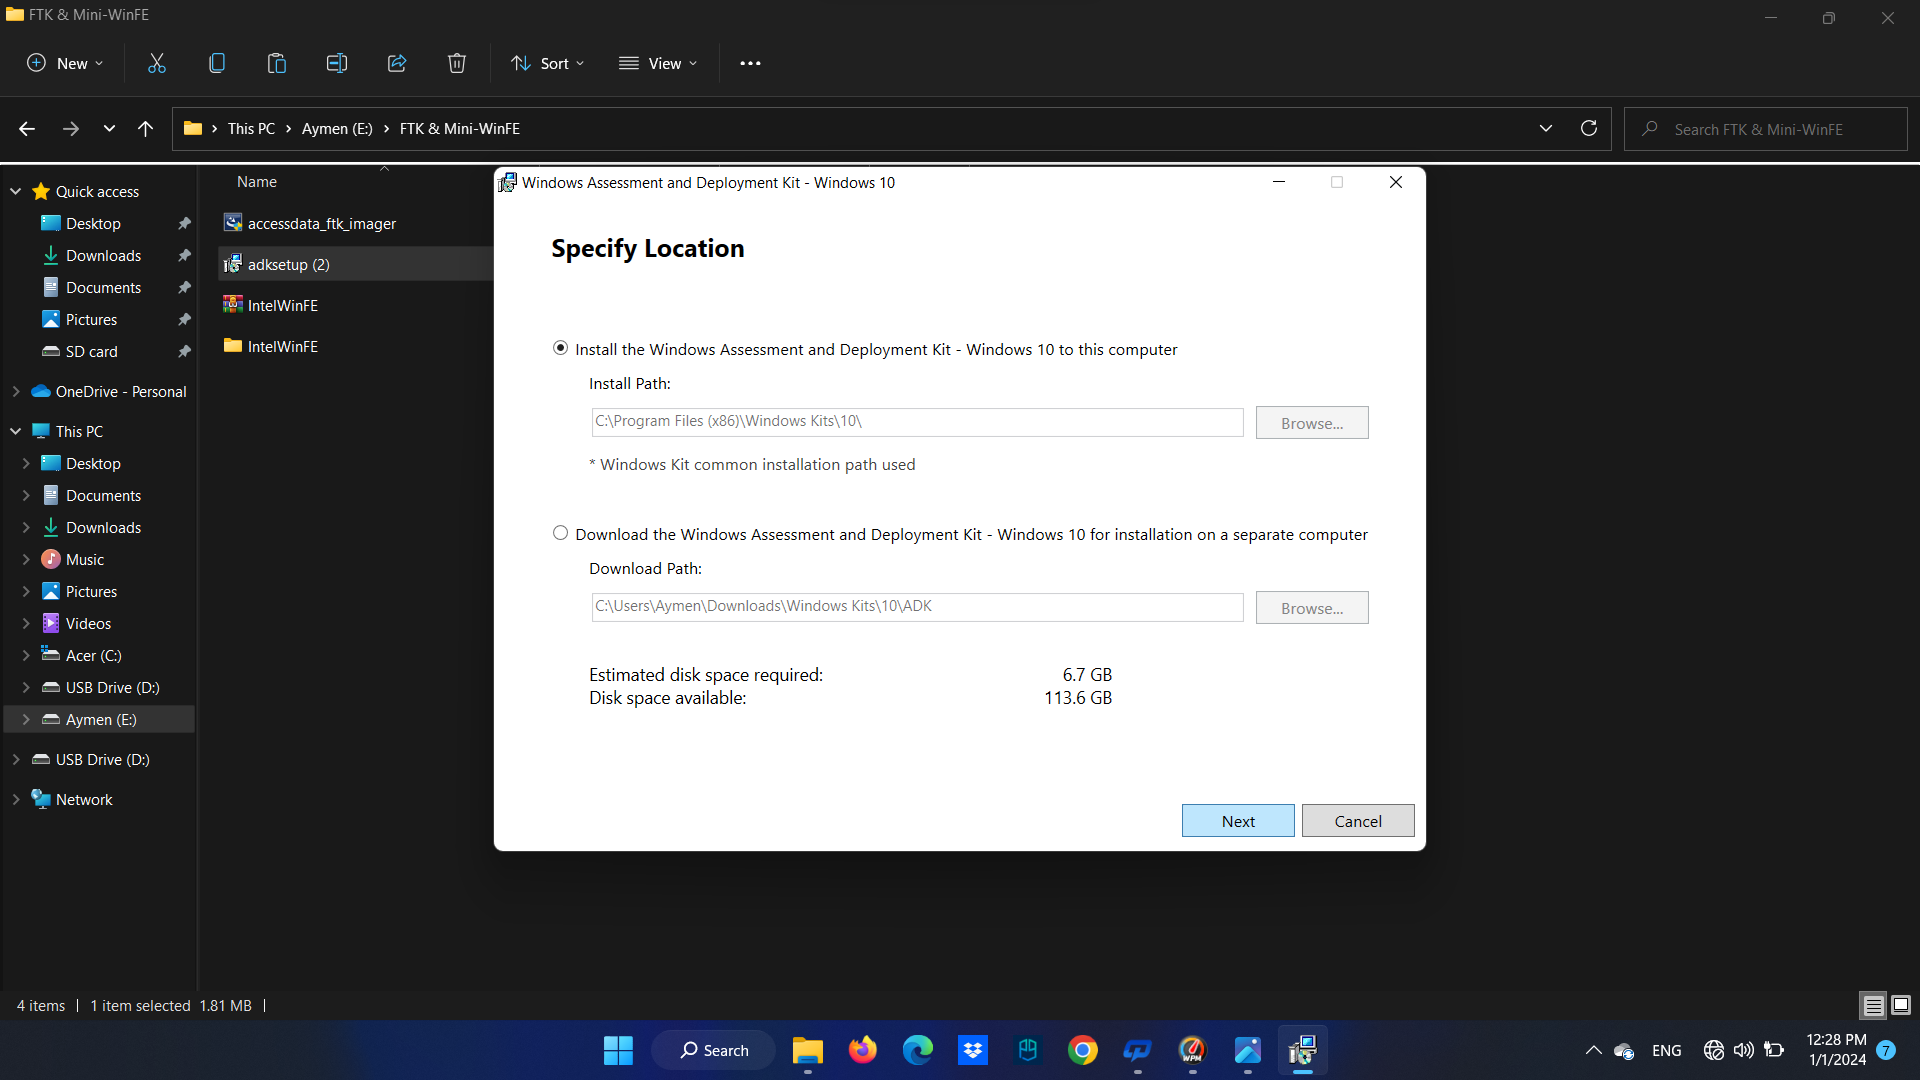 FTK & Mini-WinFE
New
Sort
View
This PC
Aymen (E:)
FTK & Mini-WinFE
Search FTK & Mini-WinFE
Quick access
Desktop
Downloads
Documents
Pictures
SD card
OneDrive - Personal
This PC
Desktop
Documents
Downloads
Music
Pictures
Videos
Acer (C:)
USB Drive (D:)
Aymen (E:)
USB Drive (D:)
Network
Name
accessdata_ftk_imager
adksetup (2)
IntelWinFE
IntelWinFE
Windows Assessment and Deployment Kit - Windows 10
Specify Location
Install the Windows Assessment and Deployment Kit - Windows 10 to this computer
Install Path:
C:\Program Files (x86)\Windows Kits\10\
Browse...
* Windows Kit common installation path used
Download the Windows Assessment and Deployment Kit - Windows 10 for installation on a separate computer
Download Path:
C:\Users\Aymen\Downloads\Windows Kits\10\ADK
Browse...
Estimated disk space required: 6.7 GB
Disk space available: 113.6 GB
Next
Cancel
4 items
1 item selected 1.81 MB
Search
WPM
ENG
12:28 PM
1/1/2024
7